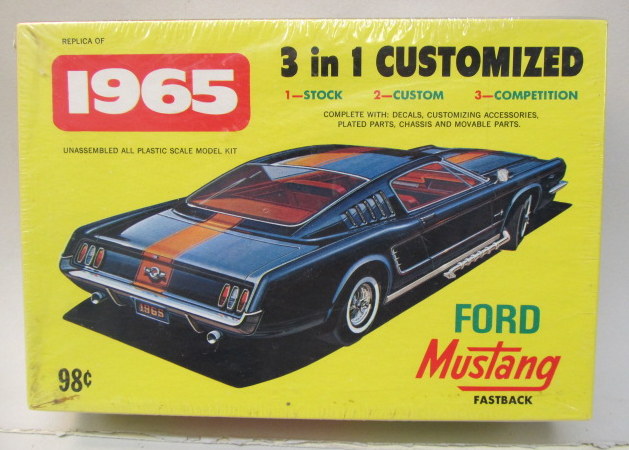 REPLICA OF
1965
3 in 1 CUSTOMIZED
1—STOCK 2—CUSTOM 3—COMPETITION
COMPLETE WITH: DECALS, CUSTOMIZING ACCESSORIES,
PLATED PARTS, CHASSIS AND MOVABLE PARTS.
UNASSEMBLED ALL PLASTIC SCALE MODEL KIT
1965
FORD
Mustang
FASTBACK
98¢